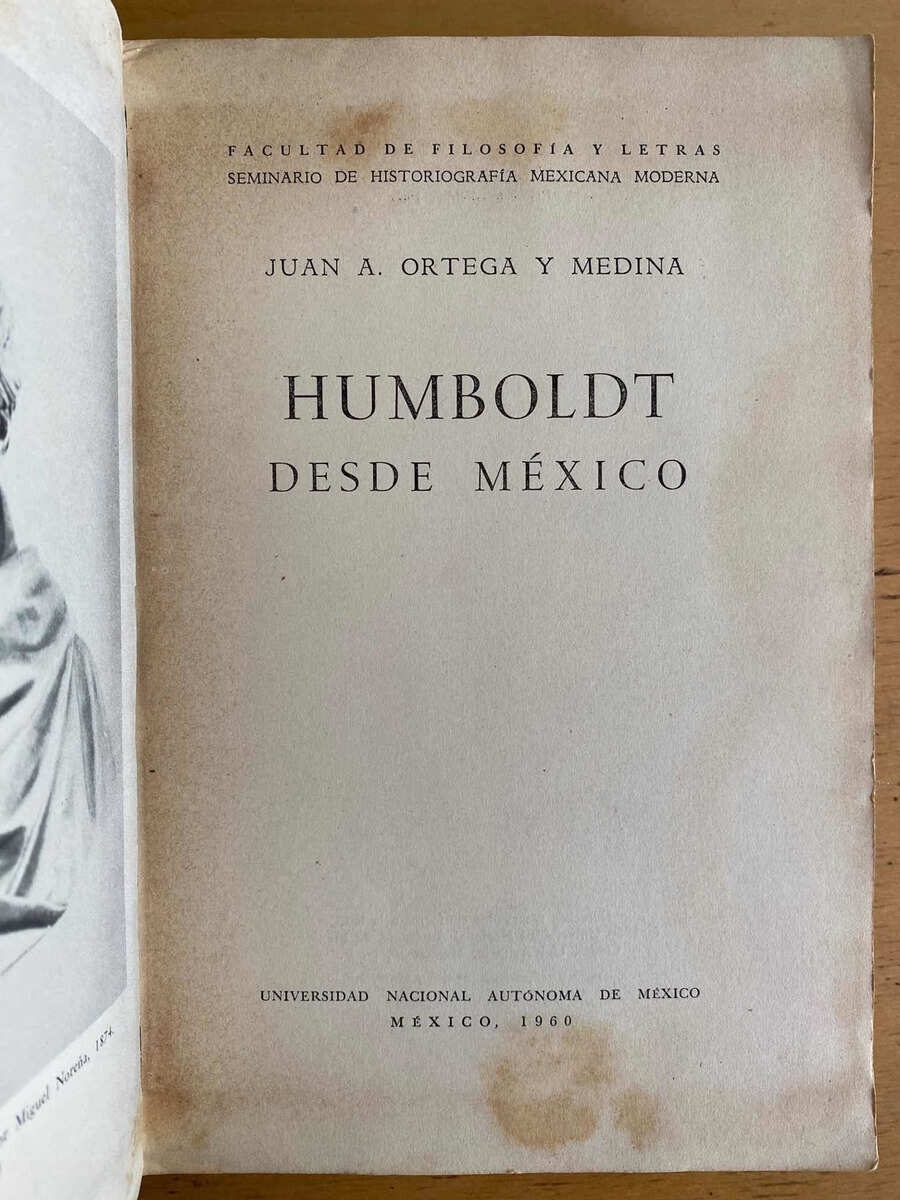 FACULTAD DE FILOSOFÍA Y LETRAS
SEMINARIO DE HISTORIOGRAFÍA MEXICANA MODERNA
JUAN A. ORTEGA Y MEDINA
HUMBOLDT
DESDE MÉXICO
UNIVERSIDAD NACIONAL AUTÓNOMA DE MÉXICO
MÉXICO, 1960
Miguel Noreña, 1874.